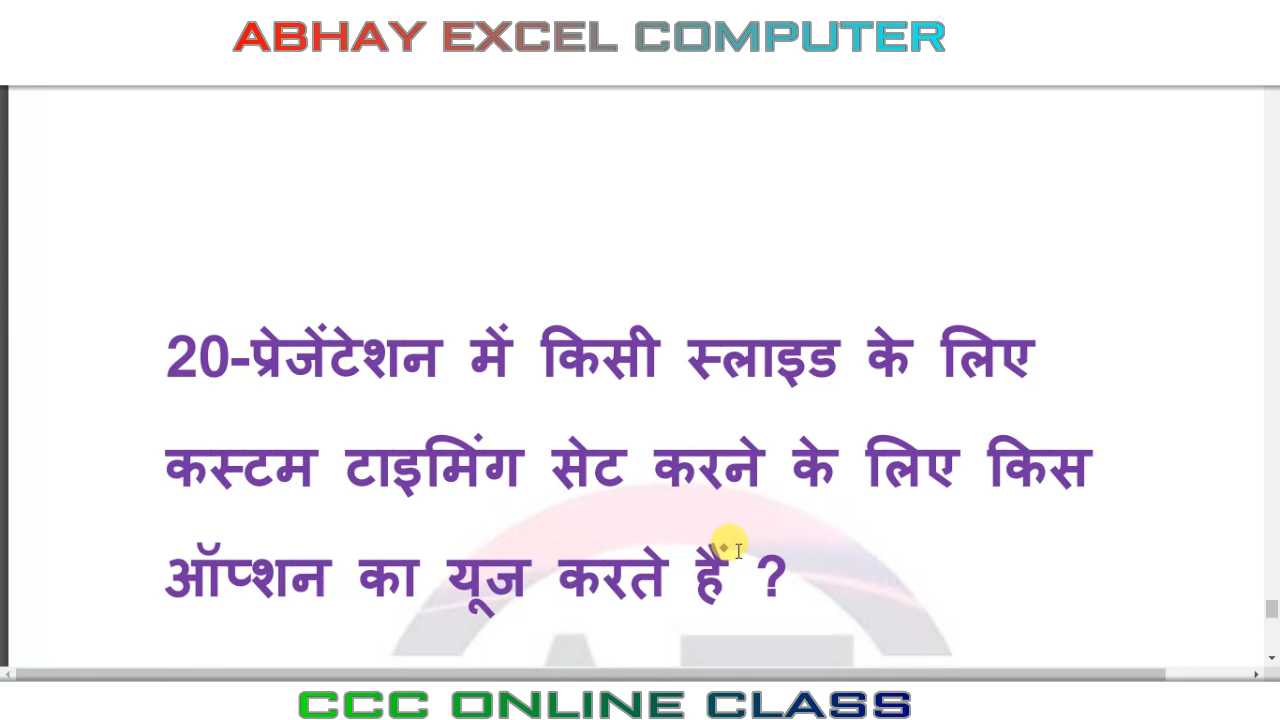 ABHAY EXCEL COMPUTER
20-प्रेजेंटेशन में किसी स्लाइड के लिए
कस्टम टाइमिंग सेट करने के लिए किस
ऑप्शन का यूज करते हैं ?
CCC ONLINE CLASS